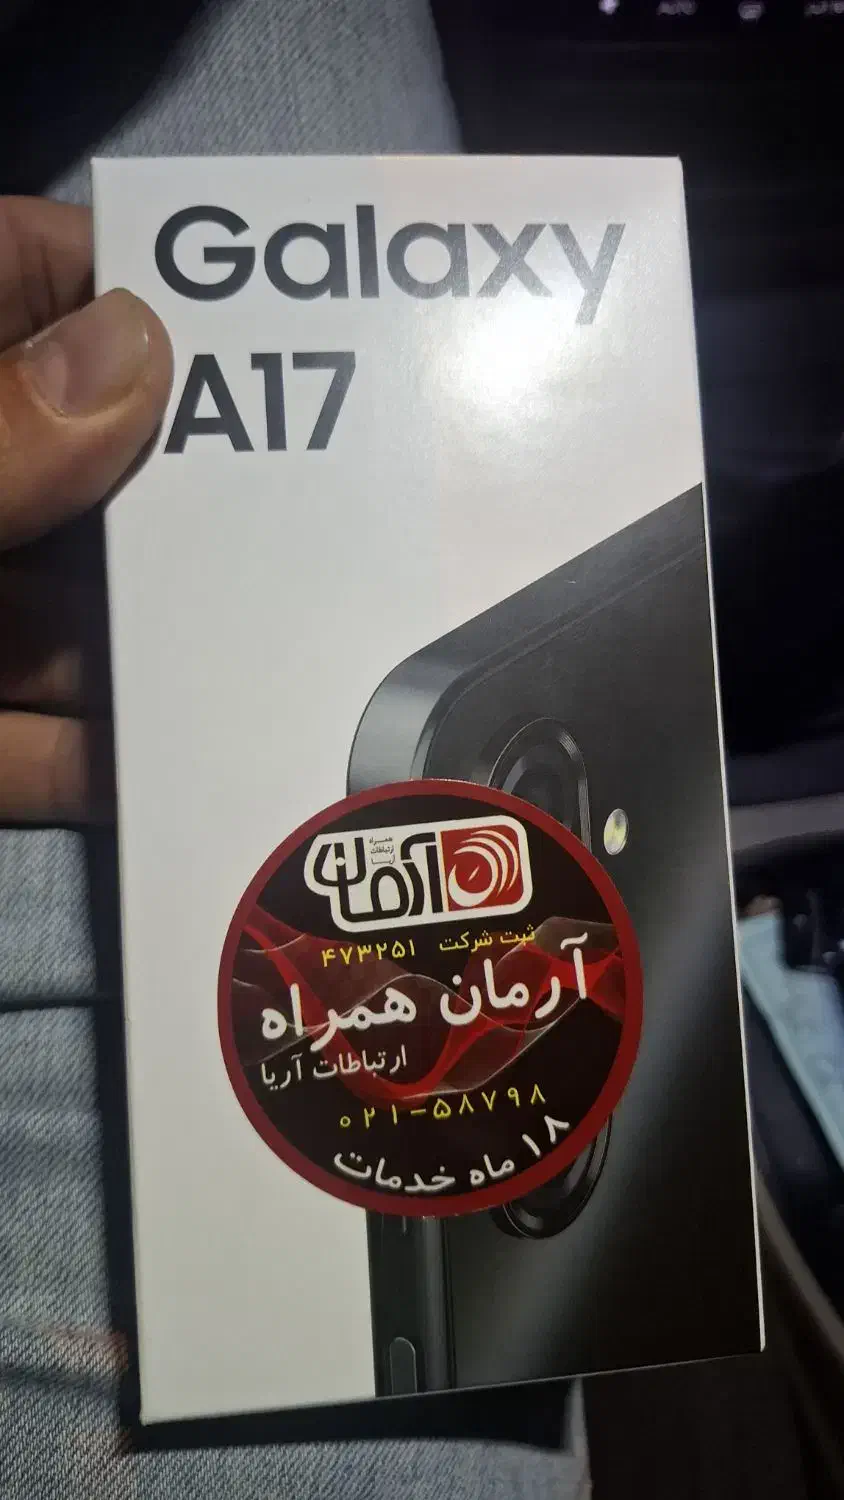 Galaxy
A17
آرمان
همراه
ارتباطات
آریا
ثبت شرکت ۴۷۳۲۵۱
آرمان همراه
ارتباطات آریا
۰۲۱-۵۸۷۹۸
۱۸ ماه خدمات